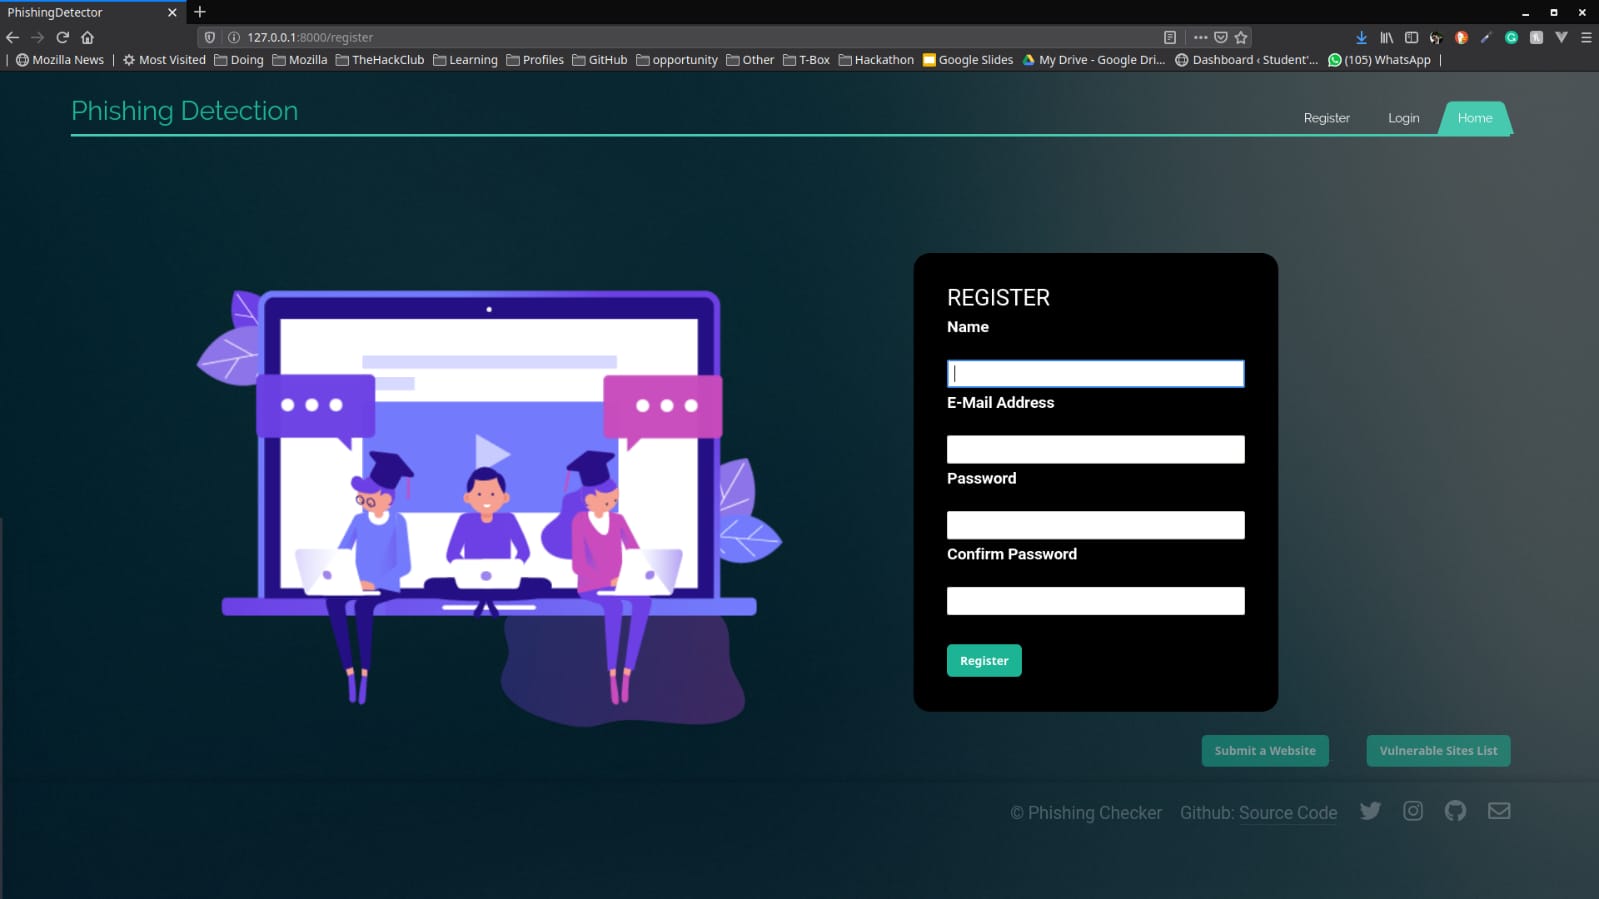 PhishingDetector
127.0.0.1:8000/register
Mozilla News Most Visited Doing Mozilla TheHackClub Learning Profiles GitHub opportunity Other T-Box Hackathon Google Slides My Drive - Google Dri... Dashboard ‹ Student'... (105) WhatsApp
Phishing Detection
Register Login Home
REGISTER
Name
E-Mail Address
Password
Confirm Password
Register
Submit a Website Vulnerable Sites List
© Phishing Checker Github: Source Code